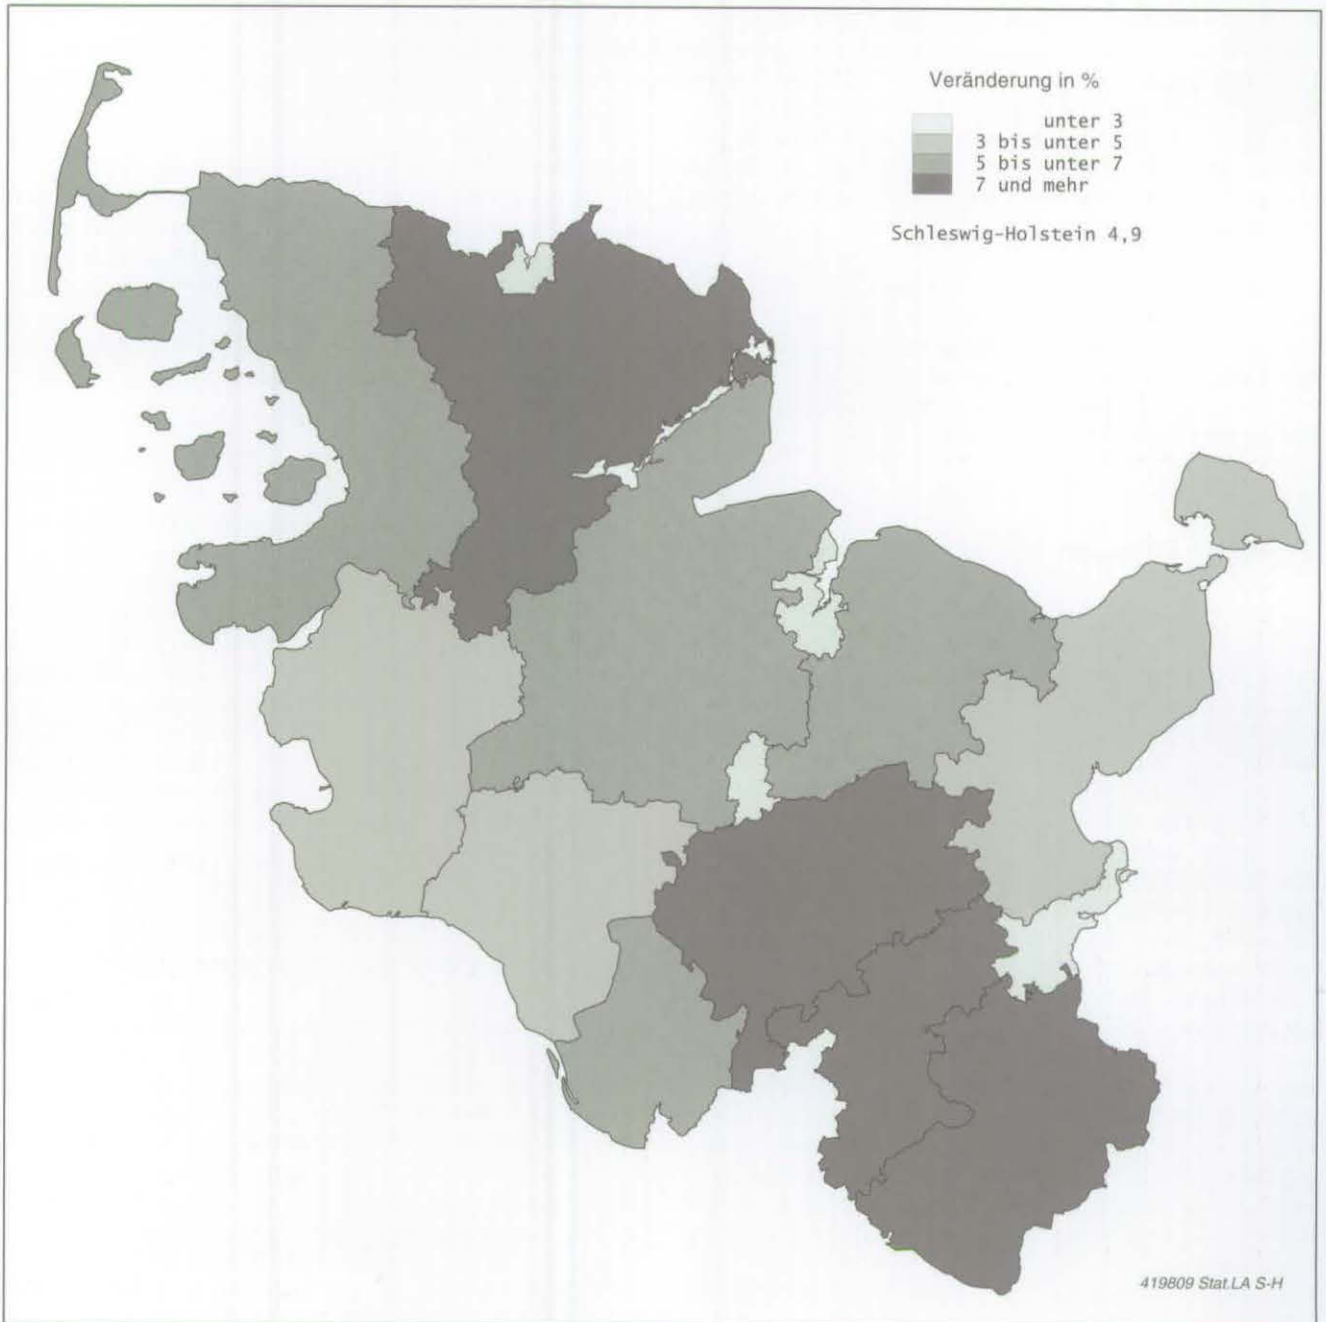 Veränderung in %
unter 3
3 bis unter 5
5 bis unter 7
7 und mehr
Schleswig-Holstein 4,9
419809 Stat.LA S-H